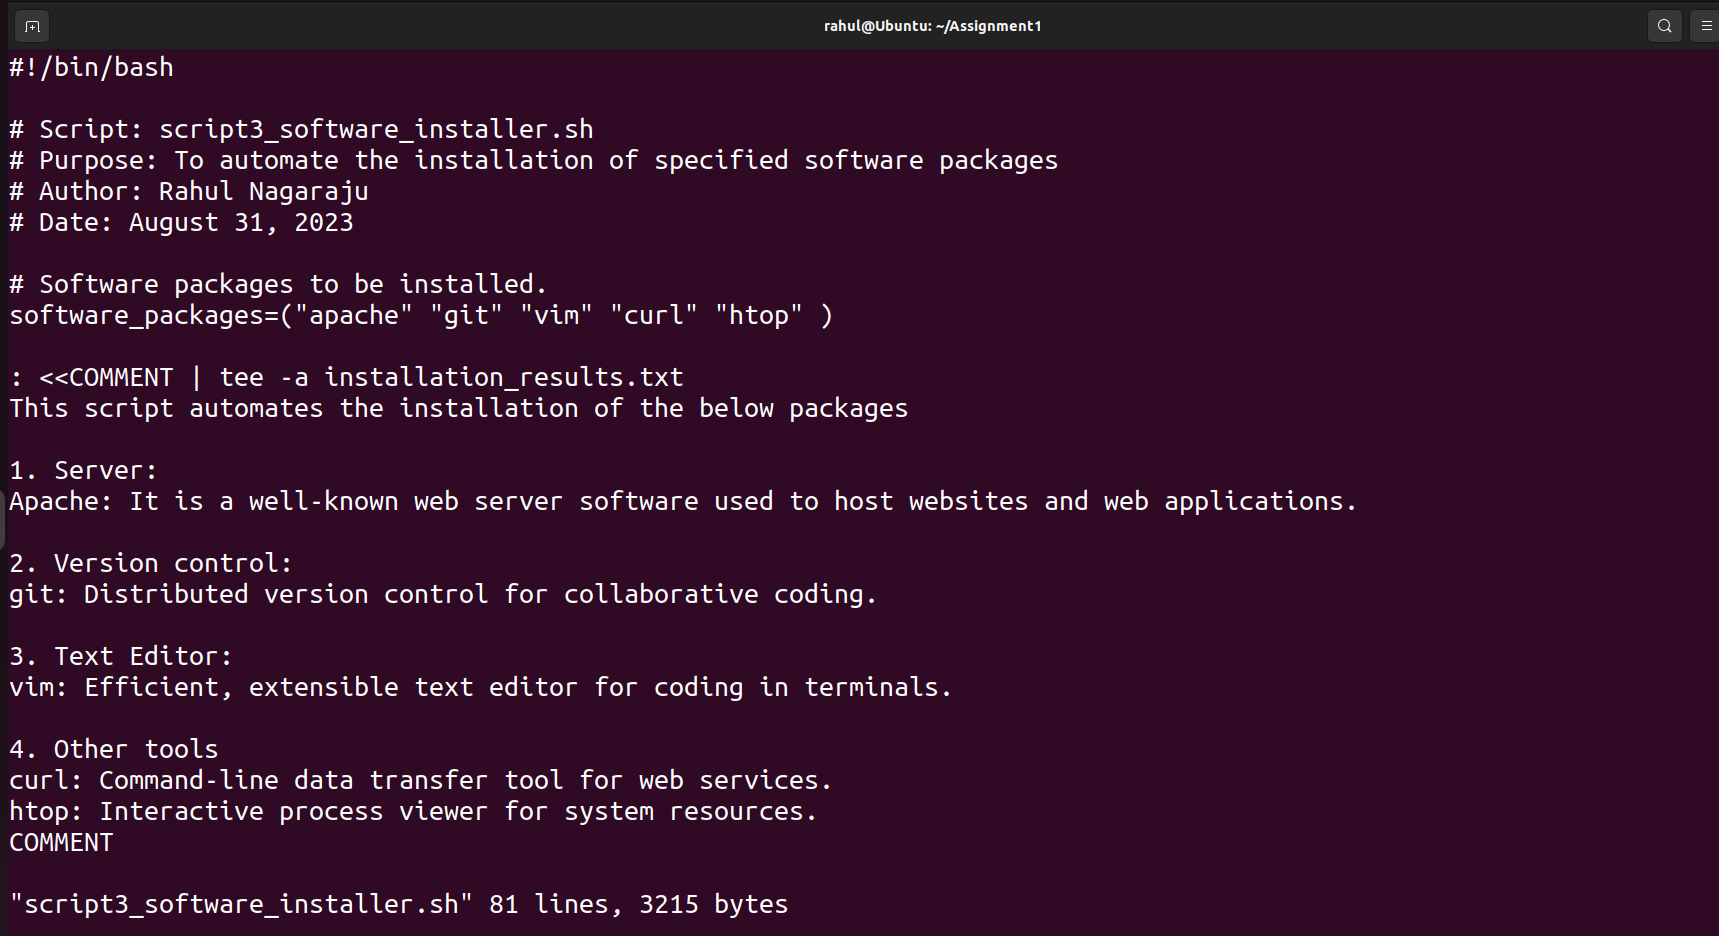 rahul@Ubuntu: ~/Assignment1
#!/bin/bash
# Script: script3_software_installer.sh
# Purpose: To automate the installation of specified software packages
# Author: Rahul Nagaraju
# Date: August 31, 2023
# Software packages to be installed.
software_packages=("apache" "git" "vim" "curl" "htop" )
: <<COMMENT | tee -a installation_results.txt
This script automates the installation of the below packages
1. Server:
Apache: It is a well-known web server software used to host websites and web applications.
2. Version control:
git: Distributed version control for collaborative coding.
3. Text Editor:
vim: Efficient, extensible text editor for coding in terminals.
4. Other tools
curl: Command-line data transfer tool for web services.
htop: Interactive process viewer for system resources.
COMMENT
"script3_software_installer.sh" 81 lines, 3215 bytes